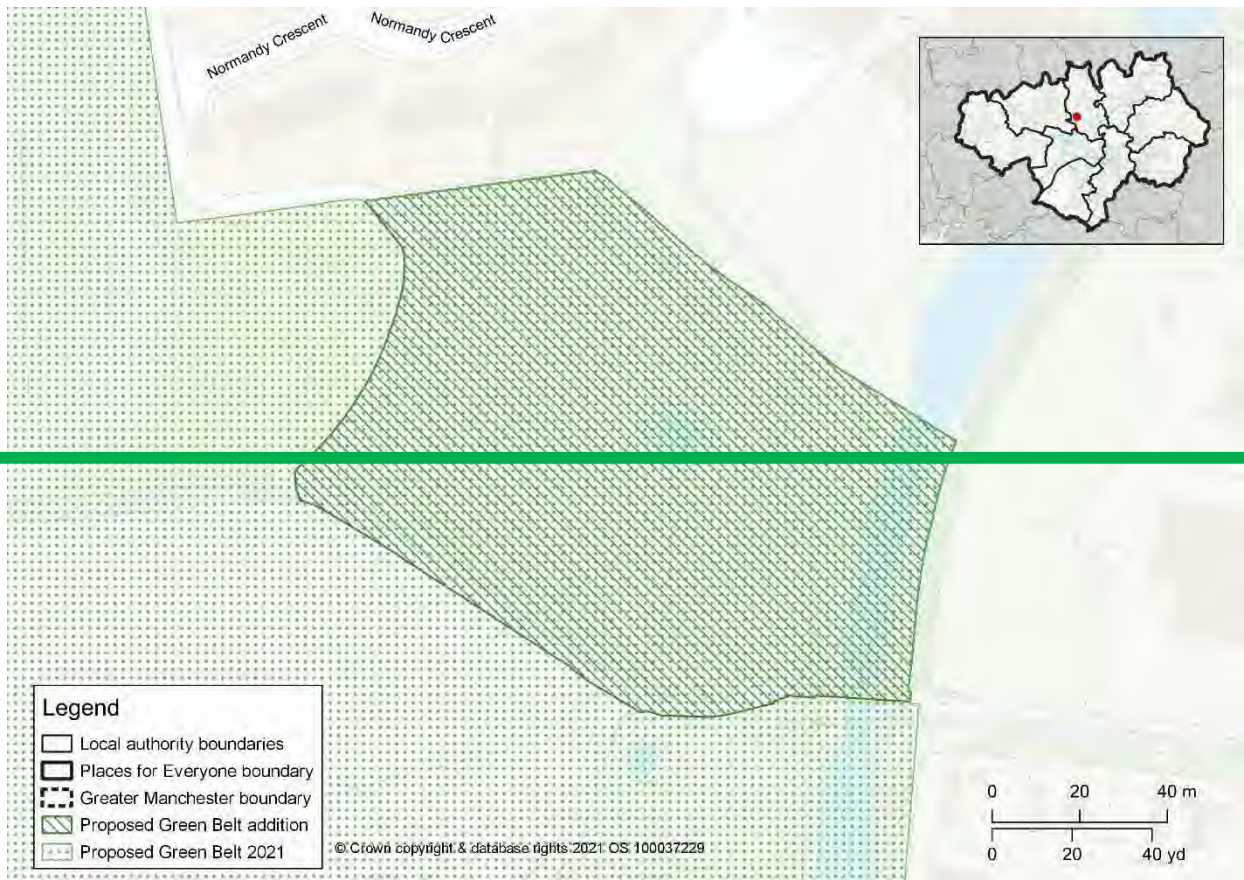 Normandy Crescent
Normandy Crescent
Legend
Local authority boundaries
Places for Everyone boundary
Greater Manchester boundary
Proposed Green Belt addition
Proposed Green Belt 2021
© Crown copyright & database rights 2021 OS 100037229
0 20 40 m
0 20 40 yd